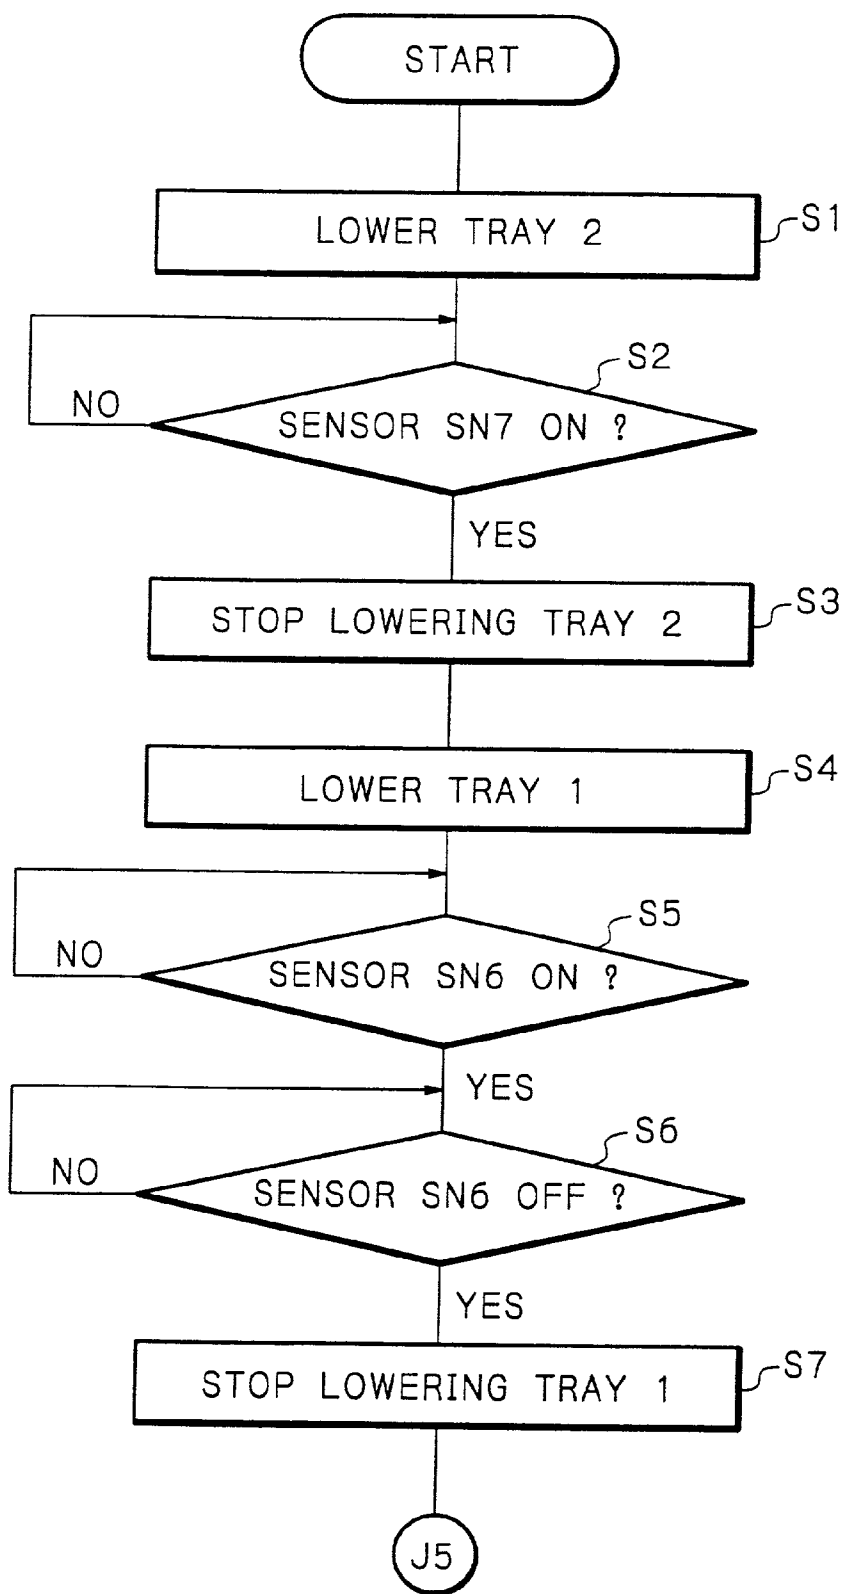 START
LOWER TRAY 2
S1
S2
NO
SENSOR SN7 ON ?
YES
STOP LOWERING TRAY 2
S3
LOWER TRAY 1
S4
S5
NO
SENSOR SN6 ON ?
YES
S6
NO
SENSOR SN6 OFF ?
YES
STOP LOWERING TRAY 1
S7
J5